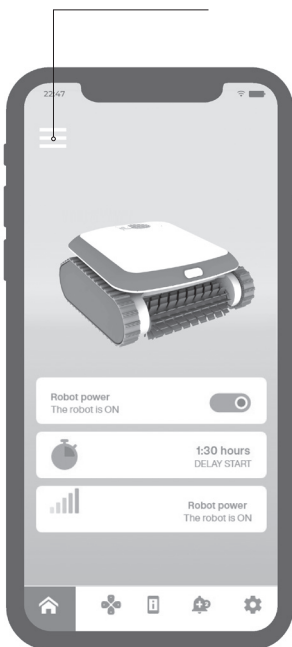 22:47
Robot power
The robot is ON
1:30 hours
DELAY START
Robot power
The robot is ON